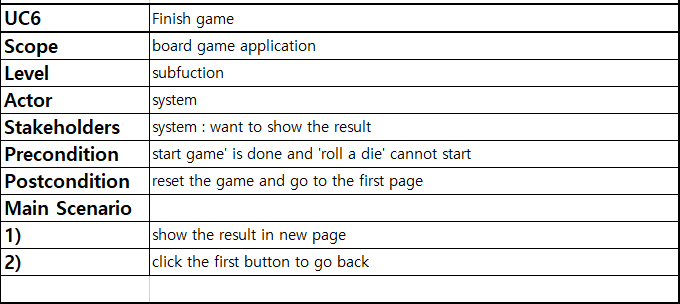 UC6 Finish game
Scope board game application
Level subfuction
Actor system
Stakeholders system : want to show the result
Precondition start game' is done and 'roll a die' cannot start
Postcondition reset the game and go to the first page
Main Scenario
1) show the result in new page
2) click the first button to go back